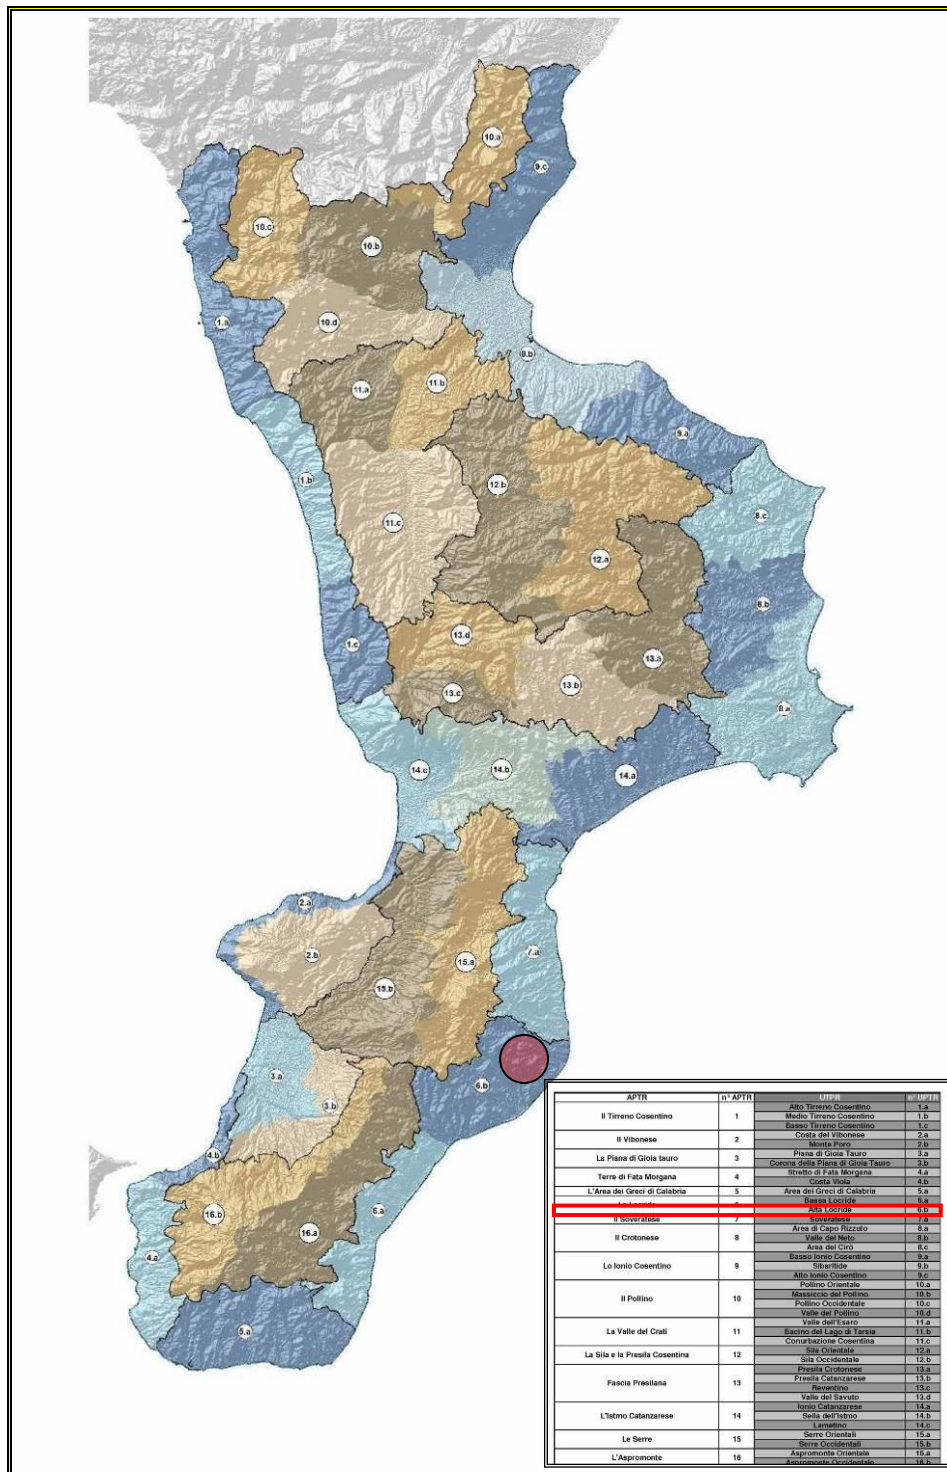 10.a
9.c
10.c
10.b
1.a
10.d
9.b
11.a
11.b
9.a
1.b
12.b
8.c
11.c
12.a
8.b
13.d
1.c
13.a
13.b
13.c
8.a
14.c
14.b
14.a
2.a
7.a
2.b
15.a
15.b
3.a
6.b
3.b
4.b
6.a
16.b
16.a
4.a
5.a
APTR n° APTR UTPR n° UPTR
Il Tirreno Cosentino 1
Alto Tirreno Cosentino 1.a
Medio Tirreno Cosentino 1.b
Basso Tirreno Cosentino 1.c
Il Vibonese 2
Costa del Vibonese 2.a
Monte Poro 2.b
La Piana di Gioia tauro 3
Piana di Gioia Tauro 3.a
Corona della Piana di Gioia Tauro 3.b
Terre di Fata Morgana 4
Stretto di Fata Morgana 4.a
Costa Viola 4.b
L'Area dei Greci di Calabria 5 Area dei Greci di Calabria 5.a
Bassa Locride 6.a
Alta Locride 6.b
Il Soveratese 7 Soveratese 7.a
Il Crotonese 8
Area di Capo Rizzuto 8.a
Valle del Neto 8.b
Area del Cirò 8.c
Lo Ionio Cosentino 9
Basso Ionio Cosentino 9.a
Sibaritide 9.b
Alto Ionio Cosentino 9.c
Il Pollino 10
Pollino Orientale 10.a
Massiccio del Pollino 10.b
Pollino Occidentale 10.c
Valle del Pollino 10.d
La Valle del Crati 11
Valle dell'Esaro 11.a
Bacino del Lago di Tarsia 11.b
Conurbazione Cosentina 11.c
La Sila e la Presila Cosentina 12
Sila Orientale 12.a
Sila Occidentale 12.b
Fascia Presilana 13
Presila Crotonese 13.a
Presila Catanzarese 13.b
Reventino 13.c
Valle del Savuto 13.d
L'Istmo Catanzarese 14
Ionio Catanzarese 14.a
Sella dell'Istmo 14.b
Lametino 14.c
Le Serre 15
Serre Orientali 15.a
Serre Occidentali 15.b
L'Aspromonte 16
Aspromonte Orientale 16.a
Aspromonte Occidentale 16.b